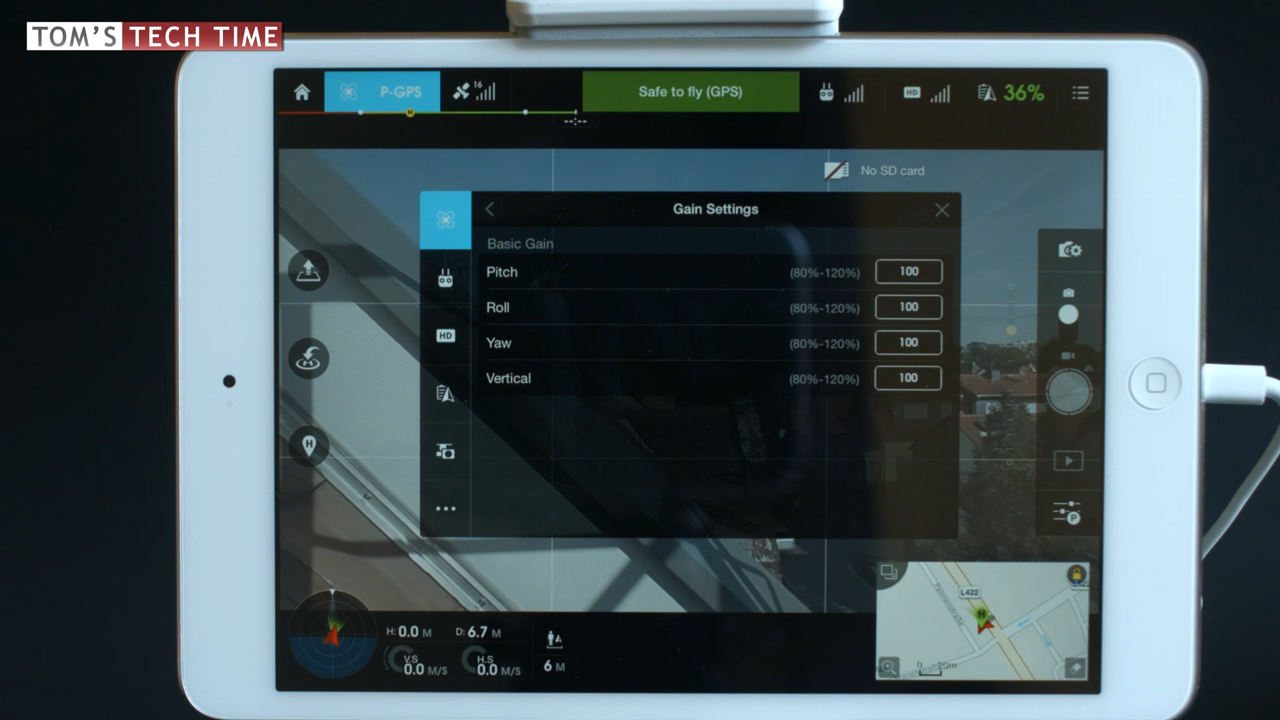 TOM'S TECH TIME
P-GPS
16
Safe to fly (GPS)
HD
36%
--:--
No SD card
Gain Settings
Basic Gain
Pitch (80%-120%) 100
Roll (80%-120%) 100
HD
Yaw (80%-120%) 100
Vertical (80%-120%) 100
H
P
L422
H
H: 0.0 M D: 6.7 M
V.S 0.0 M/S H.S 0.0 M/S
6 M
0 20m